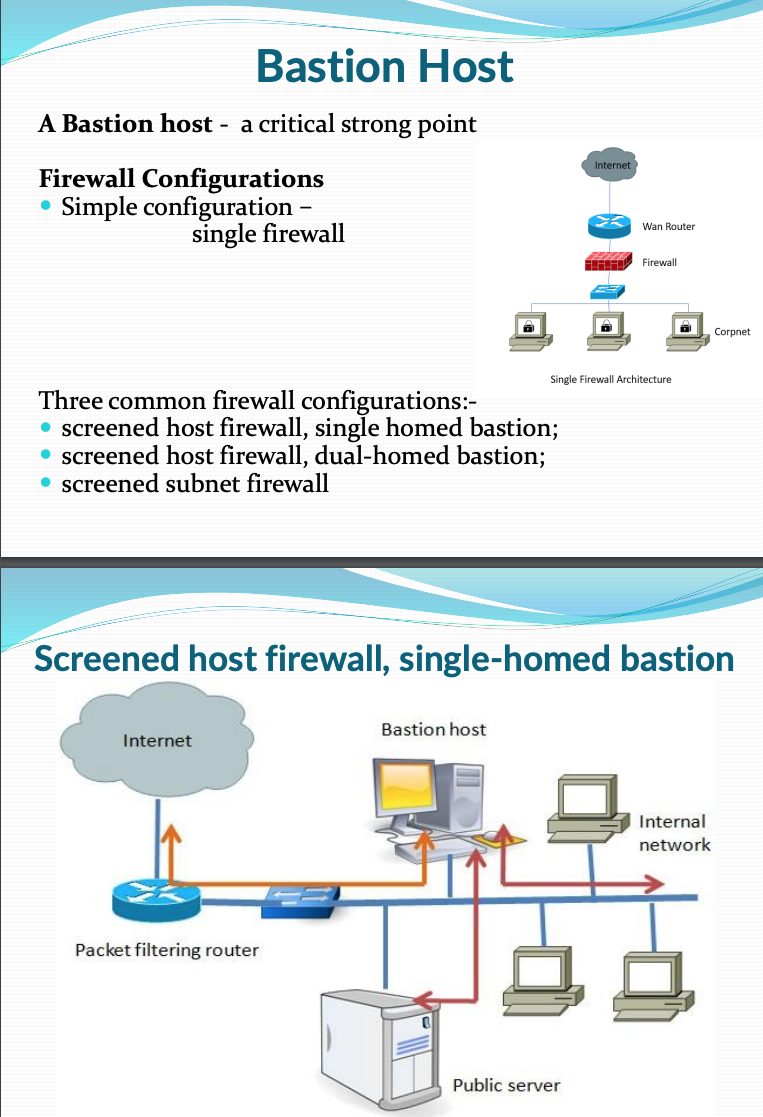 Bastion Host
A Bastion host - a critical strong point
Firewall Configurations
• Simple configuration –
single firewall
Internet
Wan Router
Firewall
Corpnet
Single Firewall Architecture
Three common firewall configurations:-
• screened host firewall, single homed bastion;
• screened host firewall, dual-homed bastion;
• screened subnet firewall
Screened host firewall, single-homed bastion
Internet
Bastion host
Internal
network
Packet filtering router
Public server